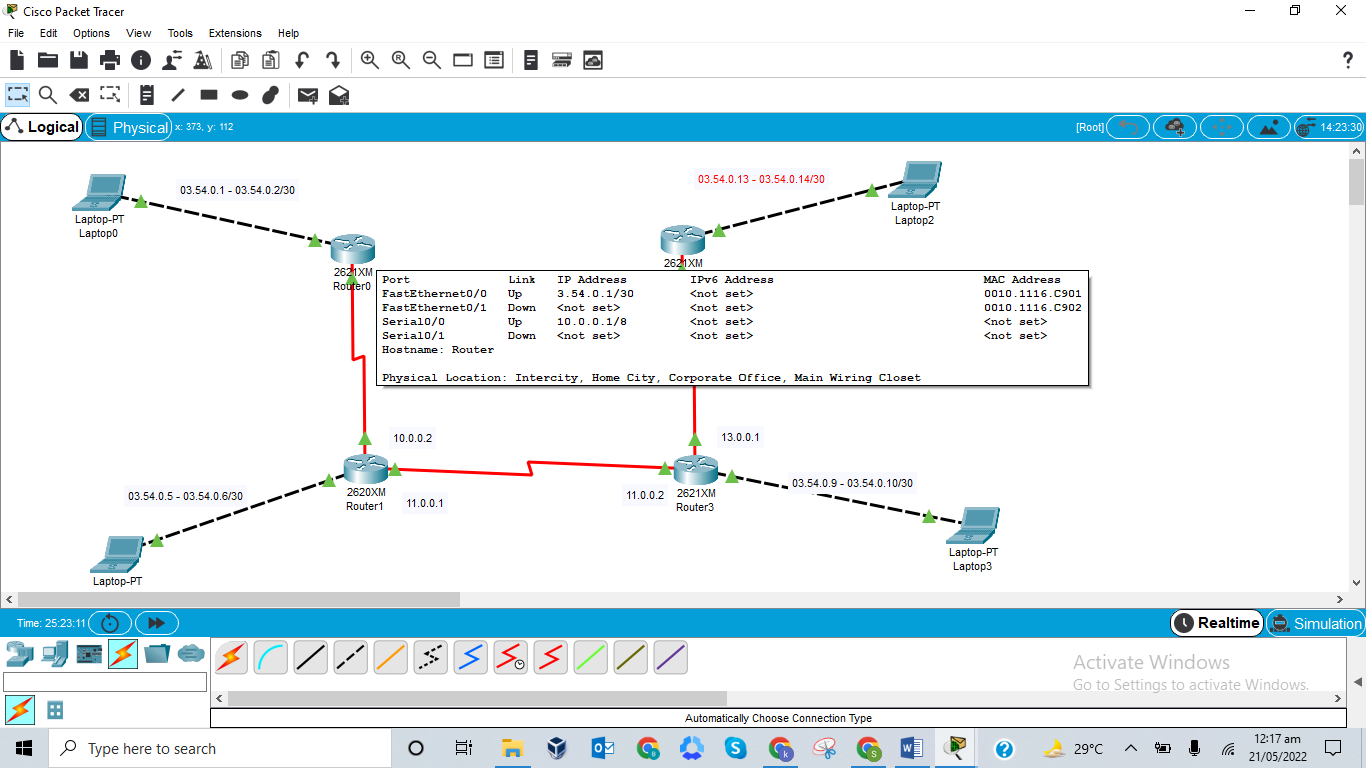 Cisco Packet Tracer
File Edit Options View Tools Extensions Help
?
Logical Physical x: 373, y: 112 [Root] 14:23:30
03.54.0.1 - 03.54.0.2/30
Laptop-PT
Laptop0
03.54.0.13 - 03.54.0.14/30
Laptop-PT
Laptop2
2621XM
Router0
2621XM
Port Link IP Address IPv6 Address MAC Address
FastEthernet0/0 Up 3.54.0.1/30 <not set> 0010.1116.C901
FastEthernet0/1 Down <not set> <not set> 0010.1116.C902
Serial0/0 Up 10.0.0.1/8 <not set> <not set>
Serial0/1 Down <not set> <not set> <not set>
Hostname: Router
Physical Location: Intercity, Home City, Corporate Office, Main Wiring Closet
10.0.0.2
13.0.0.1
03.54.0.5 - 03.54.0.6/30
2620XM
Router1
11.0.0.1
11.0.0.2
2621XM
Router3
03.54.0.9 - 03.54.0.10/30
Laptop-PT
Laptop-PT
Laptop3
Time: 25:23:11 Realtime Simulation
Activate Windows
Go to Settings to activate Windows.
Automatically Choose Connection Type
Type here to search
29°C
12:17 am
21/05/2022